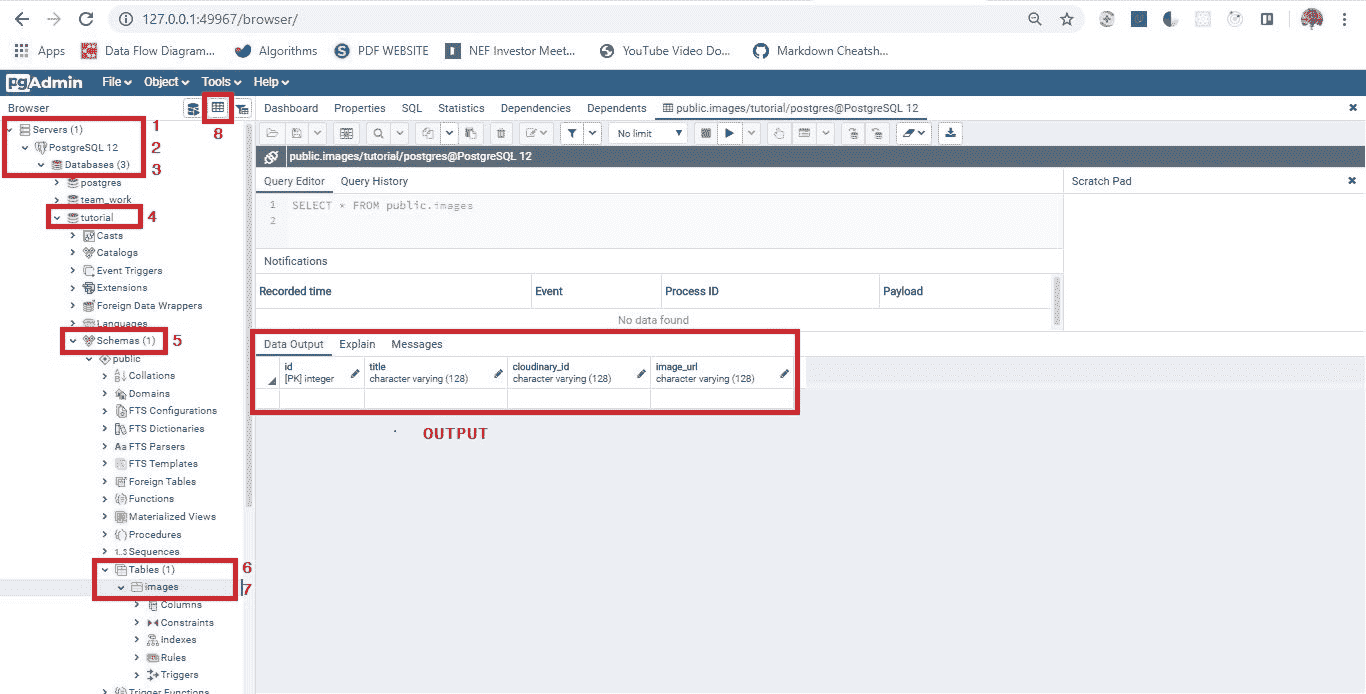 127.0.0.1:49967/browser/
Apps Data Flow Diagram... Algorithms PDF WEBSITE NEF Investor Meet... YouTube Video Do... Markdown Cheatsh...
pgAdmin File Object Tools Help
Browser
8
Dashboard Properties SQL Statistics Dependencies Dependents public.images/tutorial/postgres@PostgreSQL 12
No limit
public.images/tutorial/postgres@PostgreSQL 12
Servers (1) 1
PostgreSQL 12 2
Databases (3) 3
postgres
team_work
tutorial 4
Casts
Catalogs
Event Triggers
Extensions
Foreign Data Wrappers
Languages
Schemas (1) 5
public
Collations
Domains
FTS Configurations
FTS Dictionaries
Aa FTS Parsers
FTS Templates
Foreign Tables
Functions
Materialized Views
Procedures
1..3 Sequences
Tables (1) 6
images 7
Columns
Constraints
Indexes
Rules
Triggers
Trigger Functions
Query Editor Query History
Scratch Pad
1 SELECT * FROM public.images
2
Notifications
Recorded time Event Process ID Payload
No data found
Data Output Explain Messages
id title cloudinary_id image_url
[PK] integer character varying (128) character varying (128) character varying (128)
OUTPUT